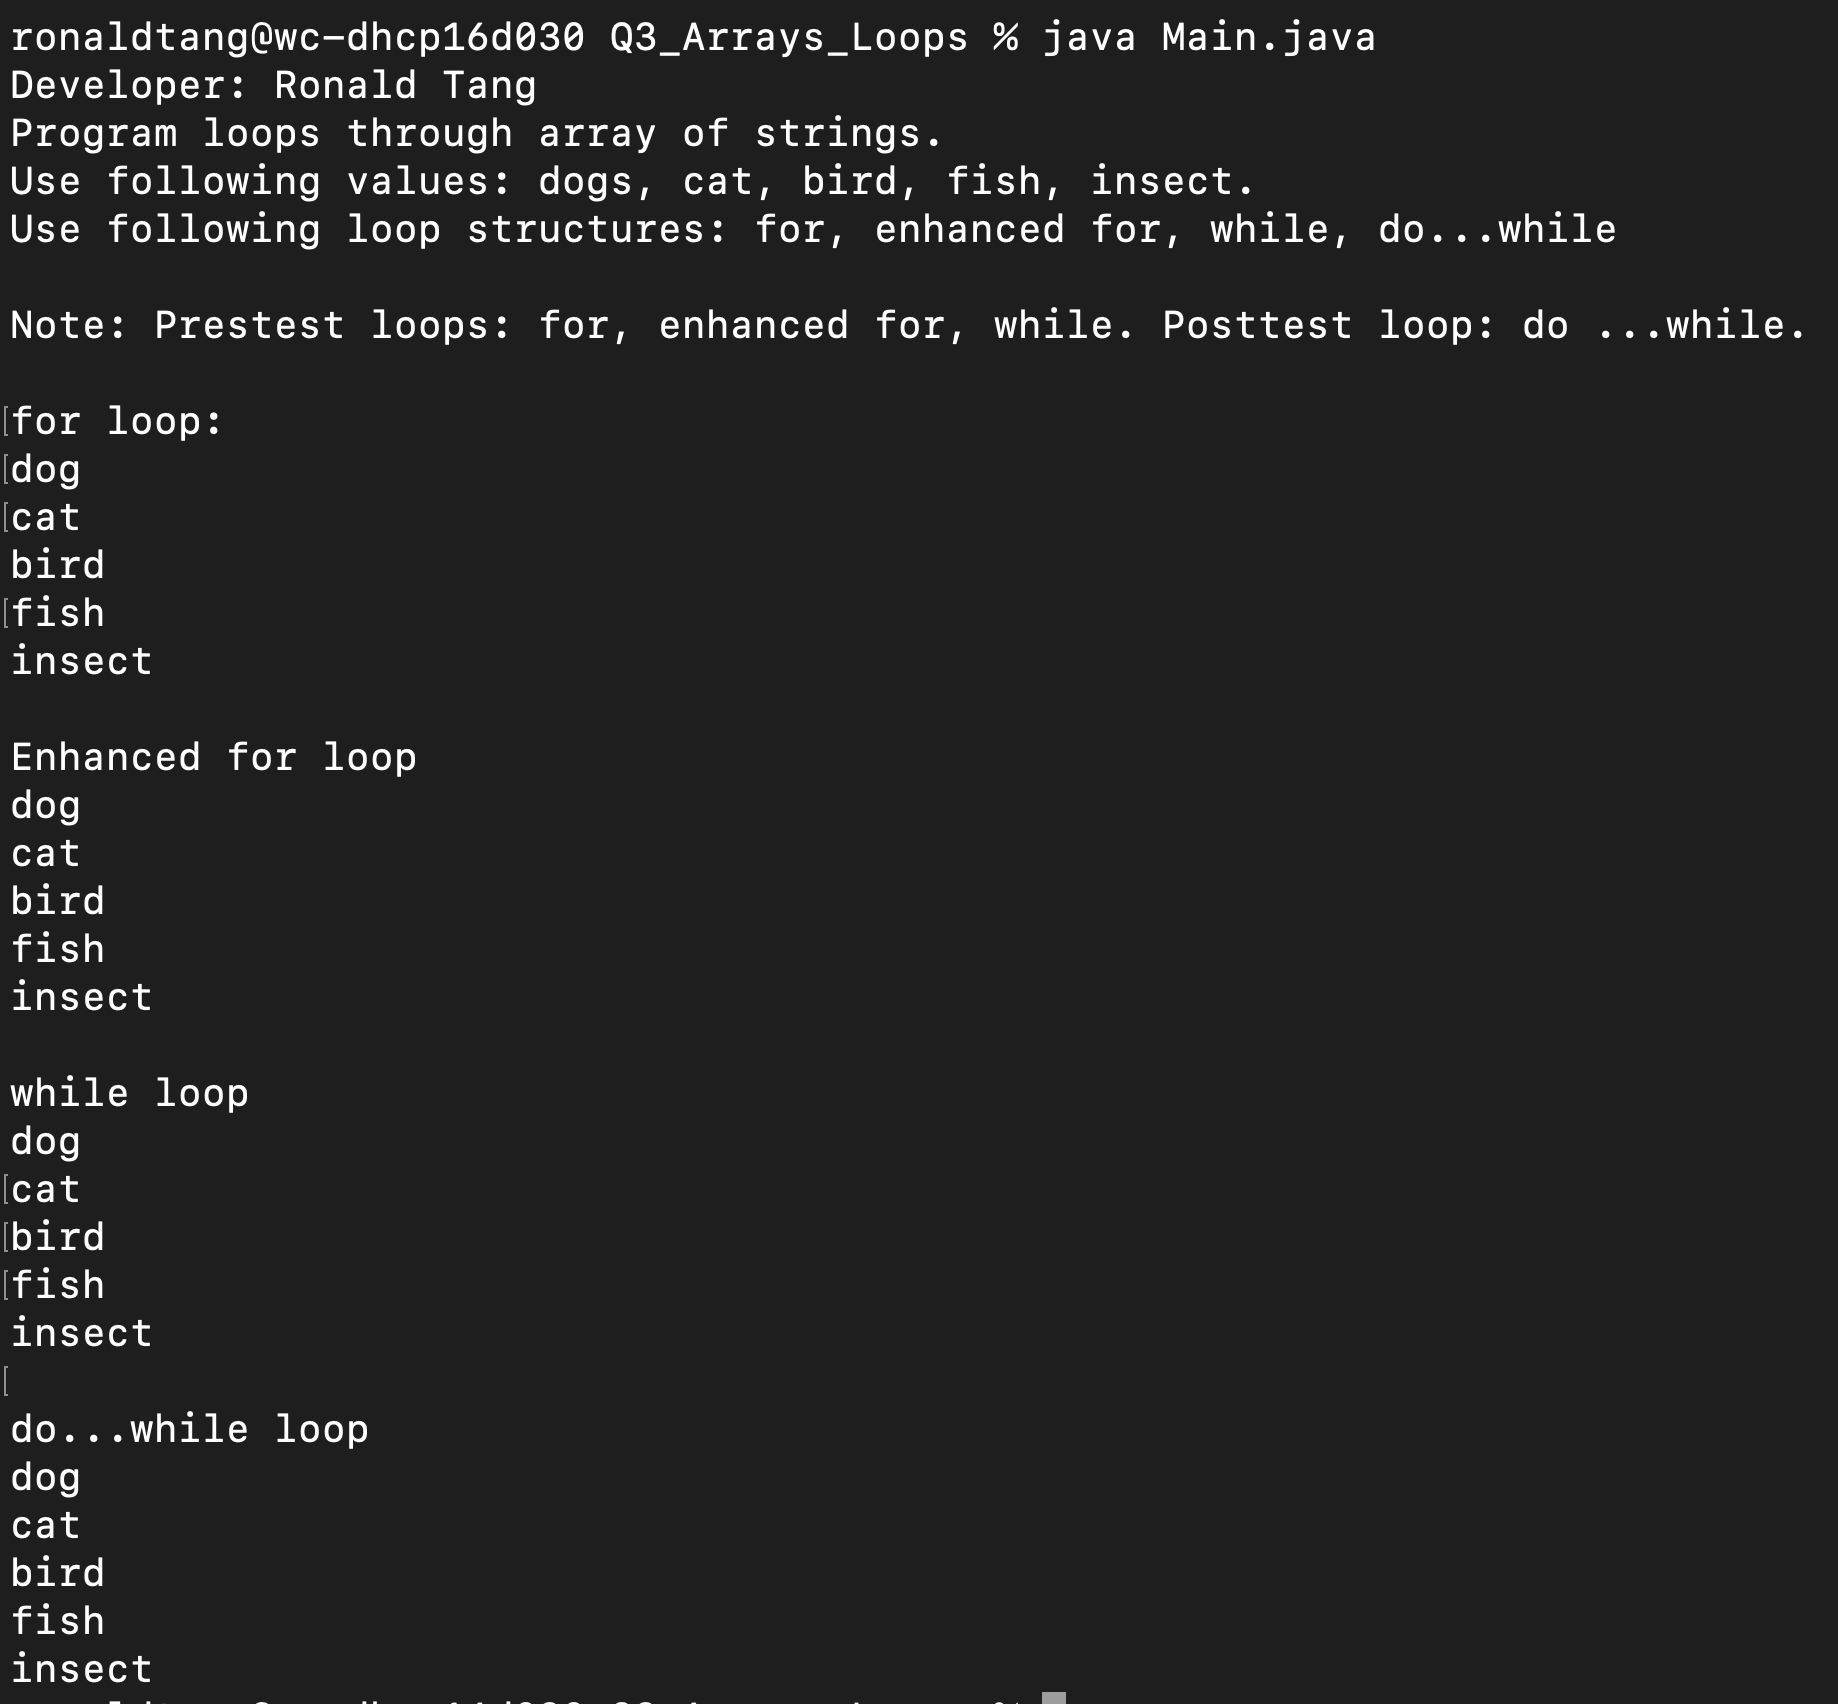 ronaldtang@wc-dhcp16d030 Q3_Arrays_Loops % java Main.java
Developer: Ronald Tang
Program loops through array of strings.
Use following values: dogs, cat, bird, fish, insect.
Use following loop structures: for, enhanced for, while, do...while
Note: Prestest loops: for, enhanced for, while. Posttest loop: do ...while.
[for loop:
[dog
[cat
bird
[fish
insect
Enhanced for loop
dog
cat
bird
fish
insect
while loop
dog
[cat
[bird
[fish
insect
[
do...while loop
dog
cat
bird
fish
insect